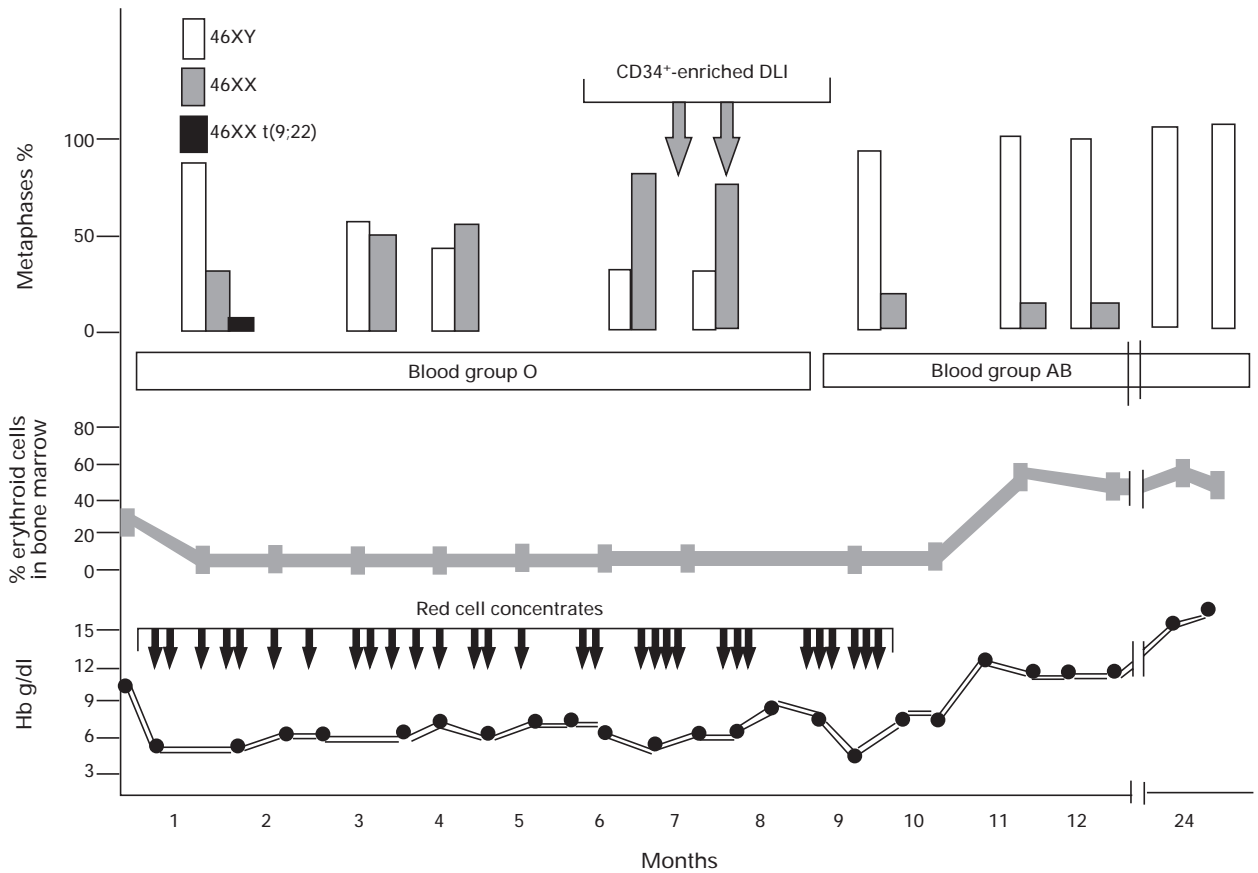 46XY
46XX
46XX t(9;22)
CD34+-enriched DLI
Metaphases %
100
50
0
Blood group O
Blood group AB
% erythroid cells
in bone marrow
80
60
40
20
0
Red cell concentrates
Hb g/dl
15
12
9
6
3
1 2 3 4 5 6 7 8 9 10 11 12 24
Months